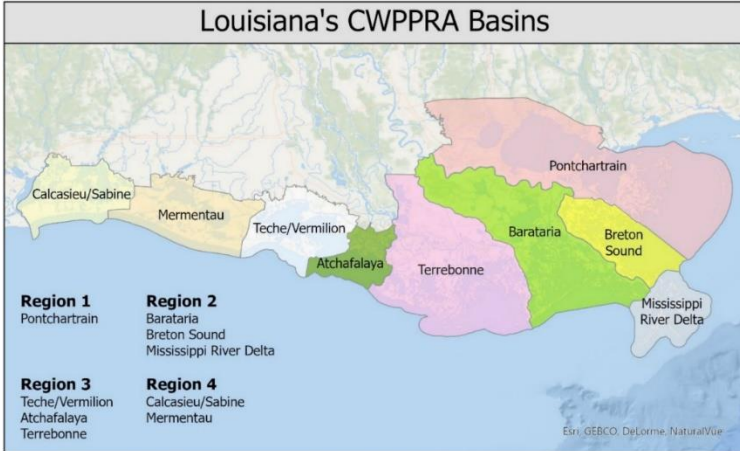 Louisiana's CWPPRA Basins
Pontchartrain
Calcasieu/Sabine
Mermentau
Teche/Vermilion
Barataria
Breton
Sound
Atchafalaya
Terrebonne
Mississippi
River Delta
Region 1
Pontchartrain
Region 2
Barataria
Breton Sound
Mississippi River Delta
Region 3
Teche/Vermilion
Atchafalaya
Terrebonne
Region 4
Calcasieu/Sabine
Mermentau
Esri, GEBCO, DeLorme, NaturalVue